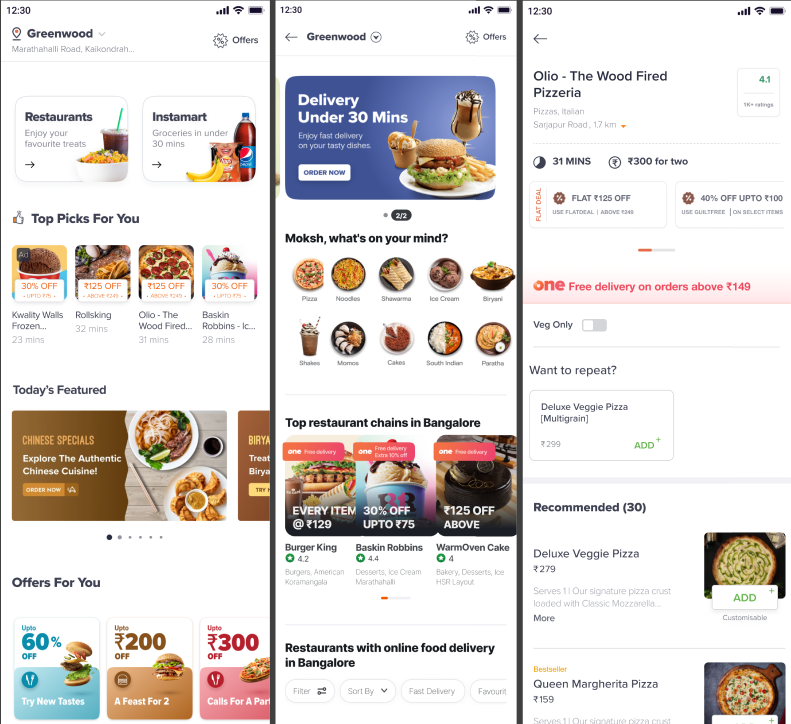 12:30
Greenwood
Offers
Marathahalli Road, Kaikondrah...
Restaurants
Enjoy your
favourite treats
Instamart
Groceries in under
30 mins
Top Picks For You
Ad
30% OFF
• UPTO ₹75 •
₹125 OFF
• ABOVE ₹249 •
₹125 OFF
• ABOVE ₹249 •
30% OFF
• UPTO ₹75 •
Kwality Walls
Frozen...
23 mins
Rollsking
32 mins
Olio - The
Wood Fired...
31 mins
Baskin
Robbins - Ic...
28 mins
Today's Featured
CHINESE SPECIALS
Explore The Authentic
Chinese Cuisine!
ORDER NOW
BIRYA
Treat
Birya
TRY
Offers For You
Upto
60%
OFF
Try New Tastes
Upto
₹200
OFF
A Feast For 2
Upto
₹300
OFF
Calls For A Part
12:30
Greenwood
Offers
Delivery
Under 30 Mins
Enjoy fast delivery
on your tasty dishes.
ORDER NOW
2/2
Moksh, what's on your mind?
Pizza
Noodles
Shawarma
Ice Cream
Biryani
Shakes
Momos
Cakes
South Indian
Paratha
Top restaurant chains in Bangalore
one Free delivery
EVERY ITEM
@ ₹129
one Free delivery
Extra 10% off
BR
30% OFF
UPTO ₹75
one Free delivery
₹125 OFF
ABOVE
Burger King
4.2
Burgers, American
Koramangala
Baskin Robbins
4.4
Desserts, Ice Cream
Marathahalli
WarmOven Cake
4
Bakery, Desserts, Ice
HSR Layout
Restaurants with online food delivery
in Bangalore
Filter
Sort By
Fast Delivery
Favourit
12:30
Olio - The Wood Fired
Pizzeria
Pizzas, Italian
Sarjapur Road, 1.7 km
4.1
1K+ ratings
31 MINS
₹300 for two
FLAT DEAL
FLAT ₹125 OFF
USE FLATDEAL | ABOVE ₹249
40% OFF UPTO ₹100
USE GUILTFREE | ON SELECT ITEMS
one Free delivery on orders above ₹149
Veg Only
Want to repeat?
Deluxe Veggie Pizza
[Multigrain]
₹299
ADD +
Recommended (30)
Deluxe Veggie Pizza
₹279
Serves 1 | Our signature pizza crust
loaded with Classic Mozzarella...
More
ADD +
Customisable
Bestseller
Queen Margherita Pizza
₹159
Serves 1 | Our signature pizza crust